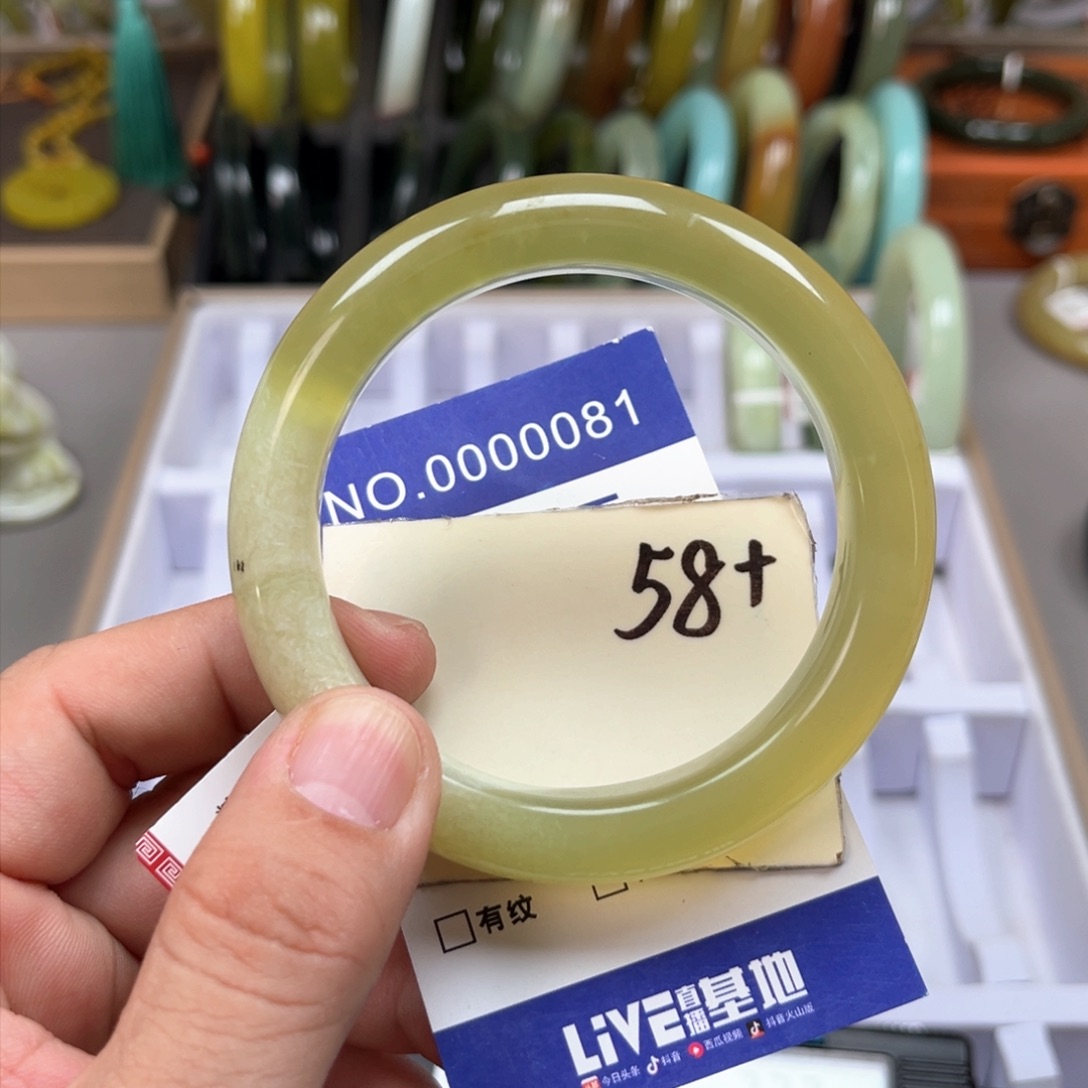 NO.0000081
58+
有纹
LiVE直播基地
今日头条 抖音 西瓜视频 抖音火山版